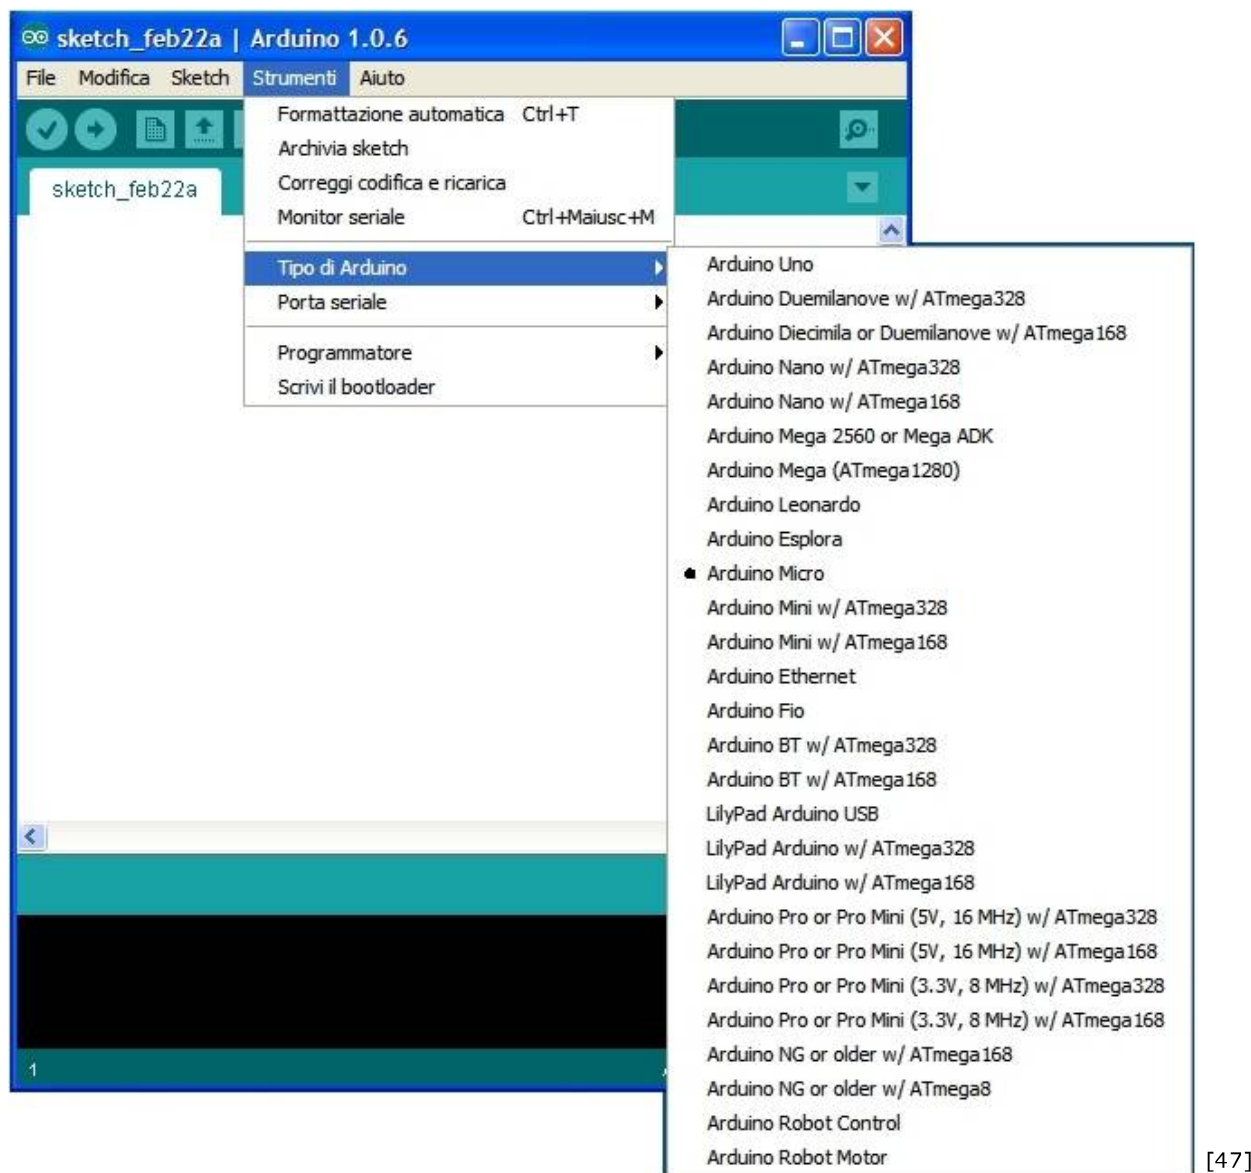 sketch_feb22a | Arduino 1.0.6
File Modifica Sketch Strumenti Aiuto
Formattazione automatica Ctrl+T
Archivia sketch
Correggi codifica e ricarica
Monitor seriale Ctrl+Maiusc+M
Tipo di Arduino
Porta seriale
Programmatore
Scrivi il bootloader
sketch_feb22a
Arduino Uno
Arduino Duemilanove w/ ATmega328
Arduino Diecimila or Duemilanove w/ ATmega168
Arduino Nano w/ ATmega328
Arduino Nano w/ ATmega168
Arduino Mega 2560 or Mega ADK
Arduino Mega (ATmega1280)
Arduino Leonardo
Arduino Esplora
Arduino Micro
Arduino Mini w/ ATmega328
Arduino Mini w/ ATmega168
Arduino Ethernet
Arduino Fio
Arduino BT w/ ATmega328
Arduino BT w/ ATmega168
LilyPad Arduino USB
LilyPad Arduino w/ ATmega328
LilyPad Arduino w/ ATmega168
Arduino Pro or Pro Mini (5V, 16 MHz) w/ ATmega328
Arduino Pro or Pro Mini (5V, 16 MHz) w/ ATmega168
Arduino Pro or Pro Mini (3.3V, 8 MHz) w/ ATmega328
Arduino Pro or Pro Mini (3.3V, 8 MHz) w/ ATmega168
Arduino NG or older w/ ATmega168
Arduino NG or older w/ ATmega8
Arduino Robot Control
Arduino Robot Motor
1
[47]